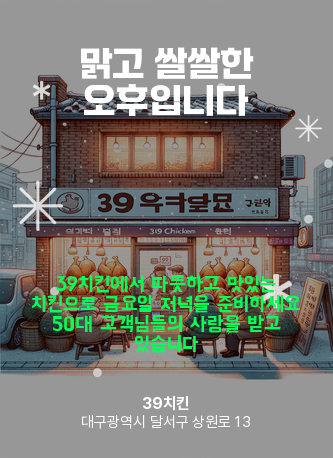 맑고 쌀쌀한
오후입니다
39
319 Chicken
39치킨에서 따뜻하고 맛있는
치킨으로 금요일 저녁을 준비하세요
50대 고객님들의 사랑을 받고
있습니다
39치킨
대구광역시 달서구 상원로 13